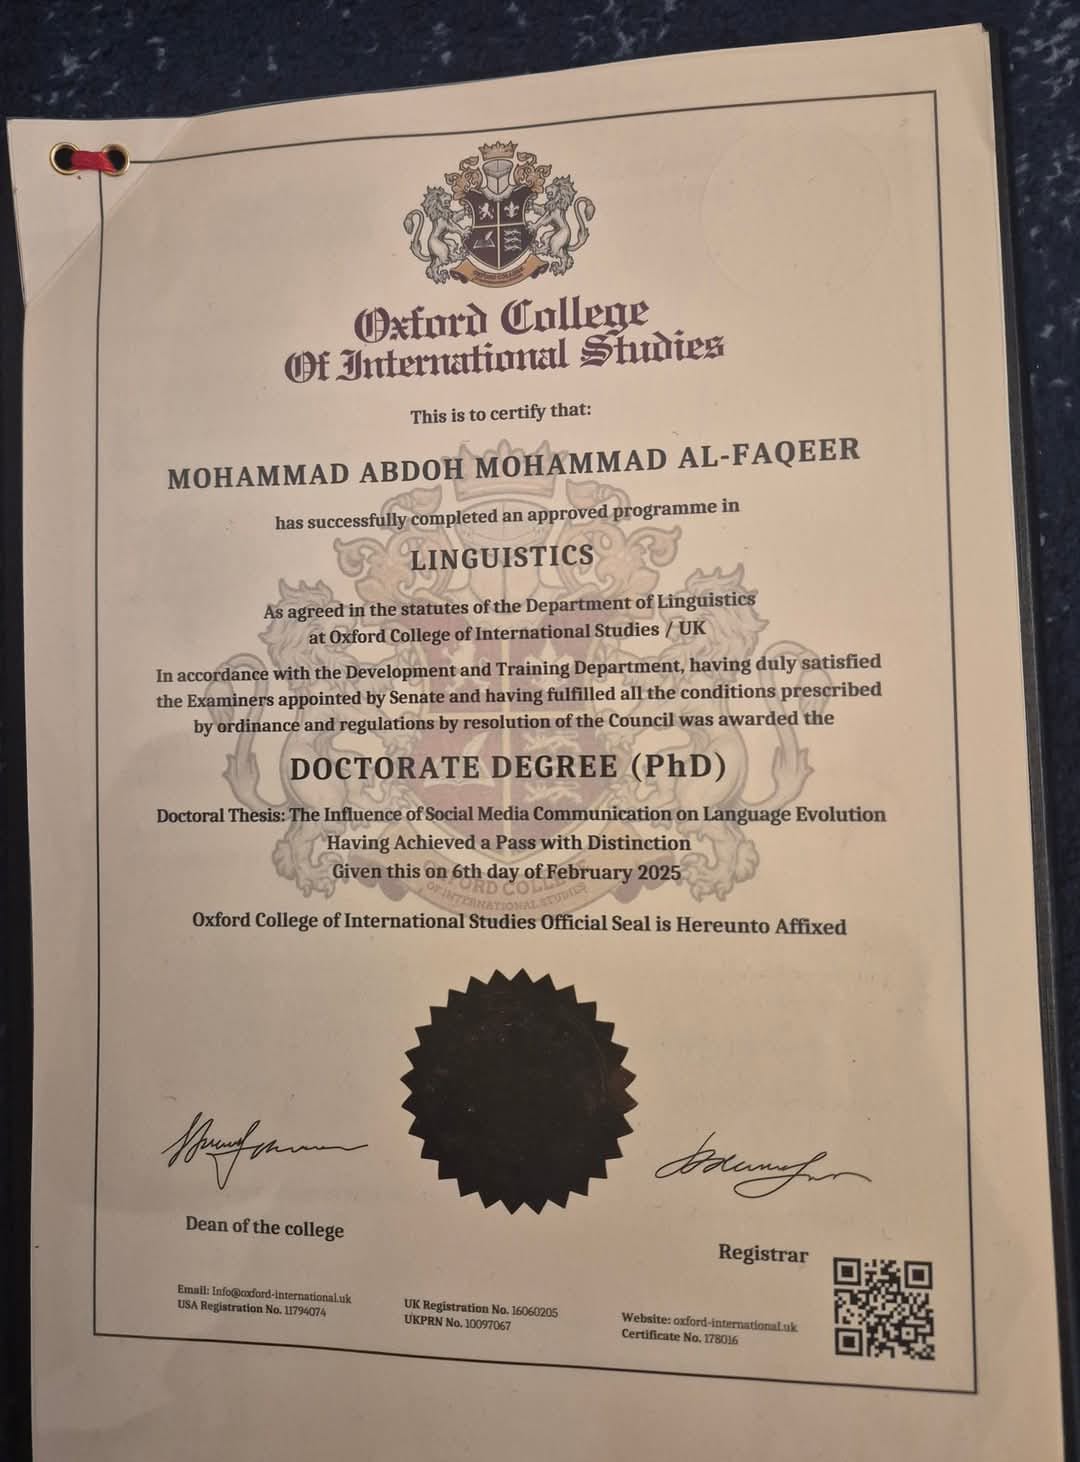 OXFORD COLLEGE
Oxford College
Of International Studies
This is to certify that:
MOHAMMAD ABDOH MOHAMMAD AL-FAQEER
has successfully completed an approved programme in
LINGUISTICS
As agreed in the statutes of the Department of Linguistics
at Oxford College of International Studies / UK
In accordance with the Development and Training Department, having duly satisfied
the Examiners appointed by Senate and having fulfilled all the conditions prescribed
by ordinance and regulations by resolution of the Council was awarded the
DOCTORATE DEGREE (PhD)
Doctoral Thesis: The Influence of Social Media Communication on Language Evolution
Having Achieved a Pass with Distinction
Given this on 6th day of February 2025
OXFORD COLLEGE
OF INTERNATIONAL STUDIES
Oxford College of International Studies Official Seal is Hereunto Affixed
Dean of the college
Registrar
Email: Info@oxford-international.uk
USA Registration No. 11794074
UK Registration No. 16060205
UKPRN No. 10097067
Website: oxford-international.uk
Certificate No. 178016